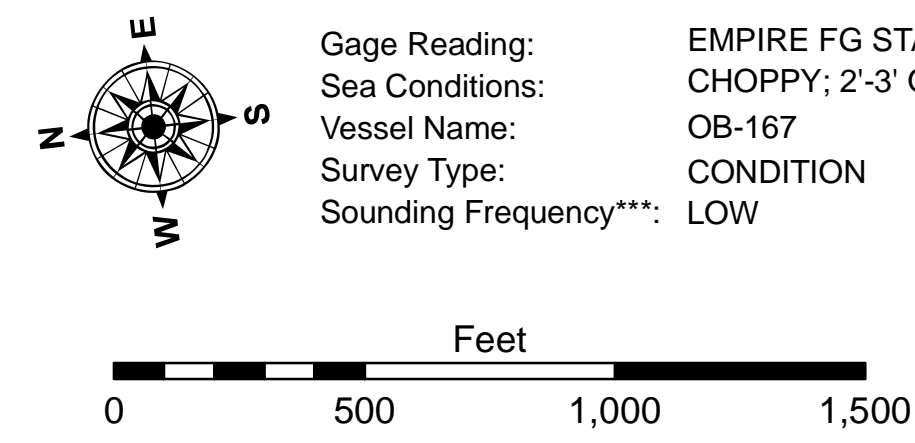 E
N
S
W
Gage Reading: EMPIRE FG STA
Sea Conditions: CHOPPY; 2'-3'
Vessel Name: OB-167
Survey Type: CONDITION
Sounding Frequency***: LOW
Feet
0 500 1,000 1,500